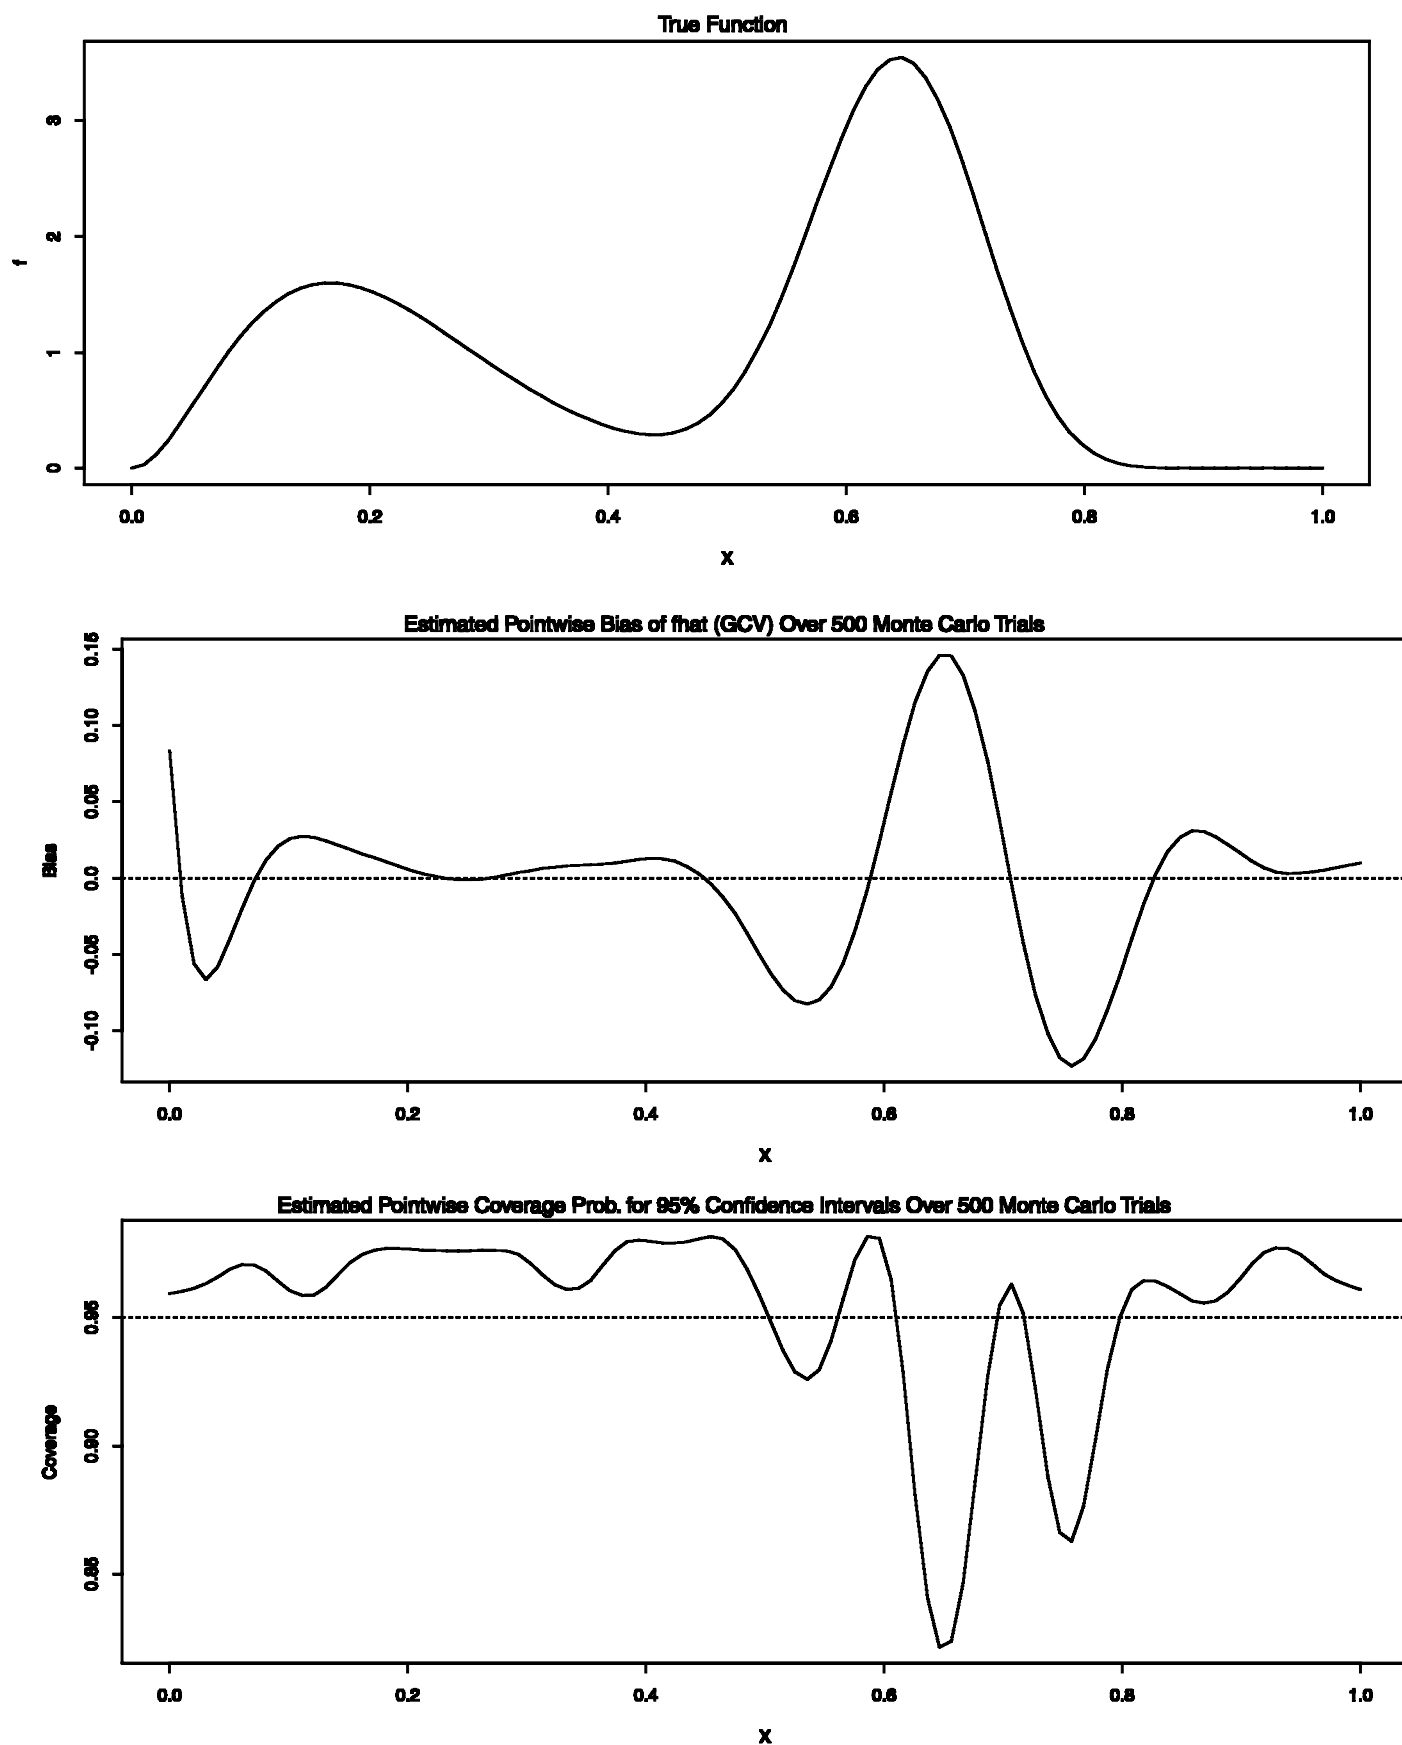 True Function
f
3
2
1
0
0.0 0.2 0.4 0.6 0.8 1.0
X
Estimated Pointwise Bias of fhat (GCV) Over 500 Monte Carlo Trials
Bias
0.15
0.10
0.05
0.0
-0.05
-0.10
0.0 0.2 0.4 0.6 0.8 1.0
X
Estimated Pointwise Coverage Prob. for 95% Confidence Intervals Over 500 Monte Carlo Trials
Coverage
0.95
0.90
0.85
0.0 0.2 0.4 0.6 0.8 1.0
X